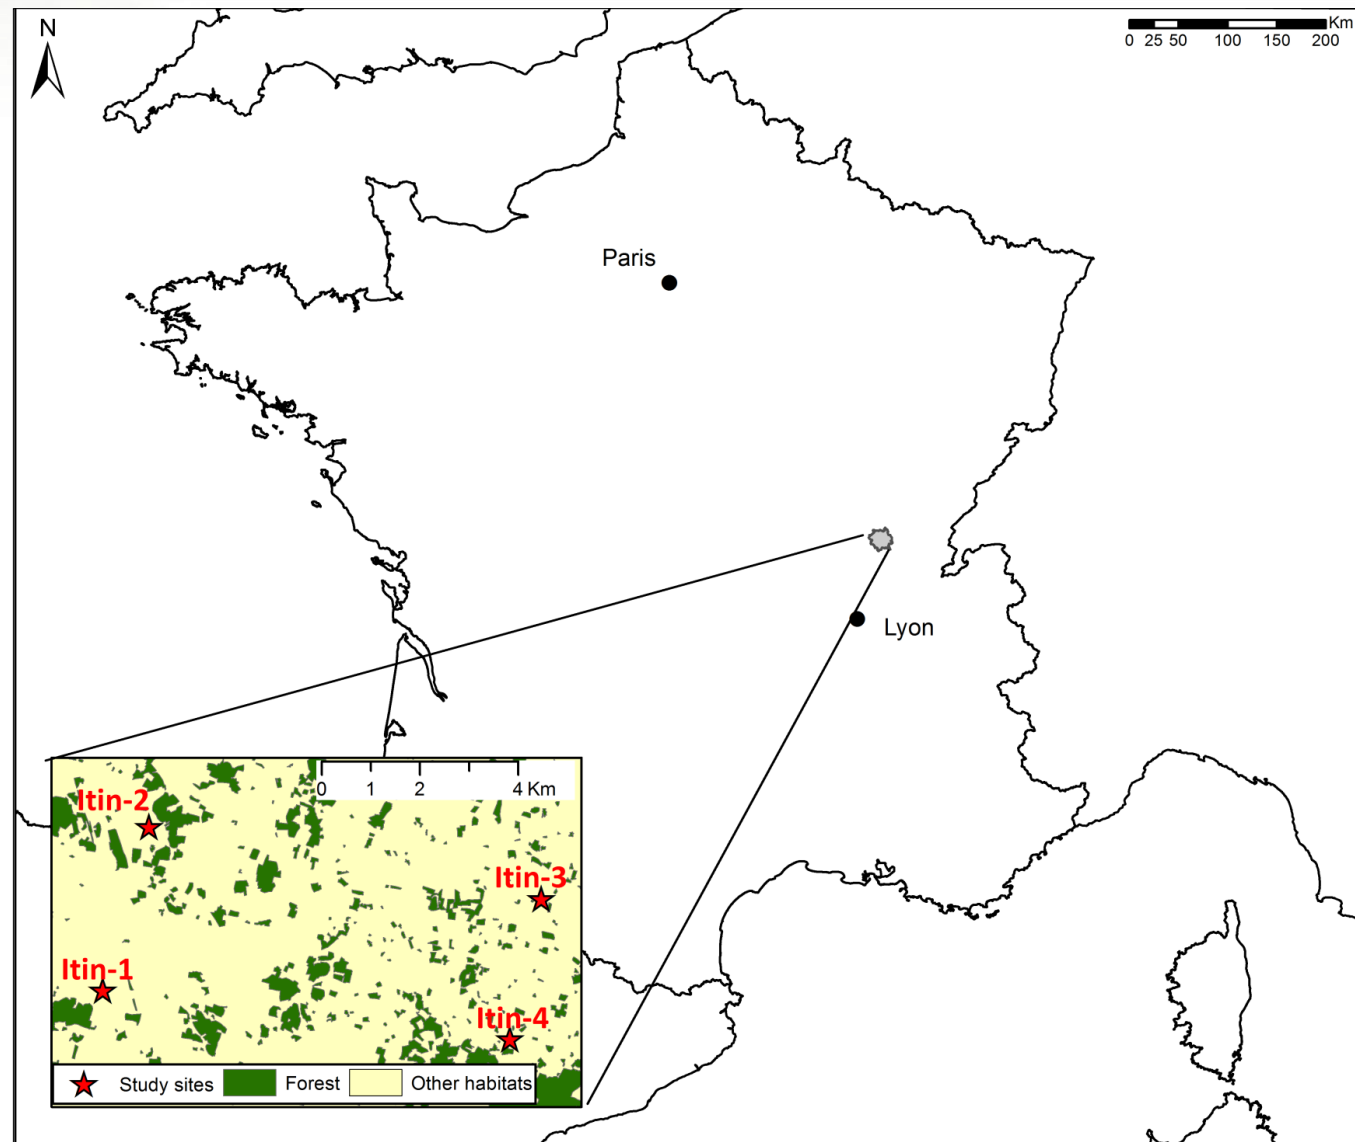 N
Km
0 25 50 100 150 200
Paris
Lyon
0 1 2 4 Km
Itin-2
Itin-3
Itin-1
Itin-4
Study sites Forest Other habitats